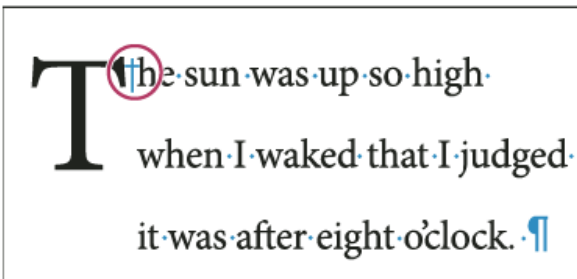 The sun was up so high
when I waked that I judged
it was after eight o’clock. ¶